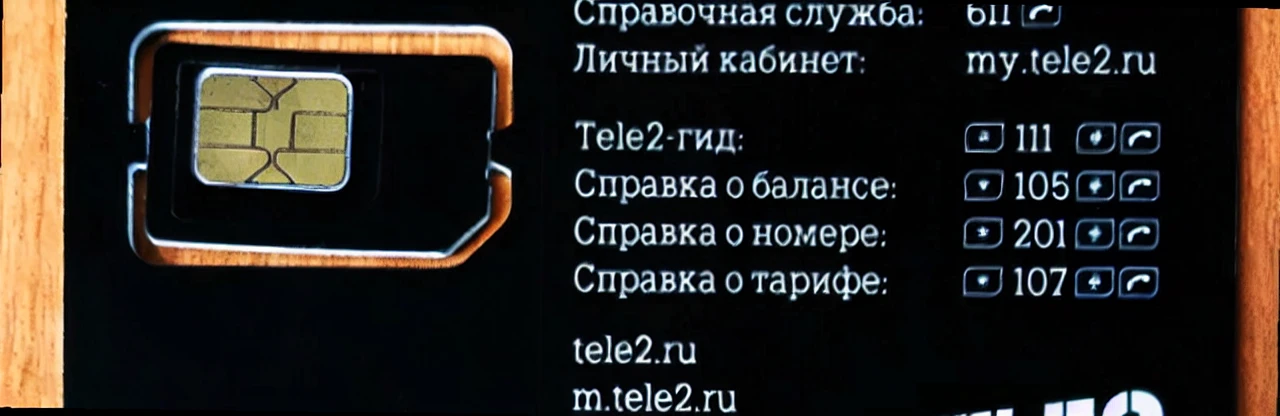 Справочная служба: 611
Личный кабинет: my.tele2.ru
Tele2-гид: * 111 #
Справка о балансе: * 105 #
Справка о номере: * 201 #
Справка о тарифе: * 107 #
tele2.ru
m.tele2.ru